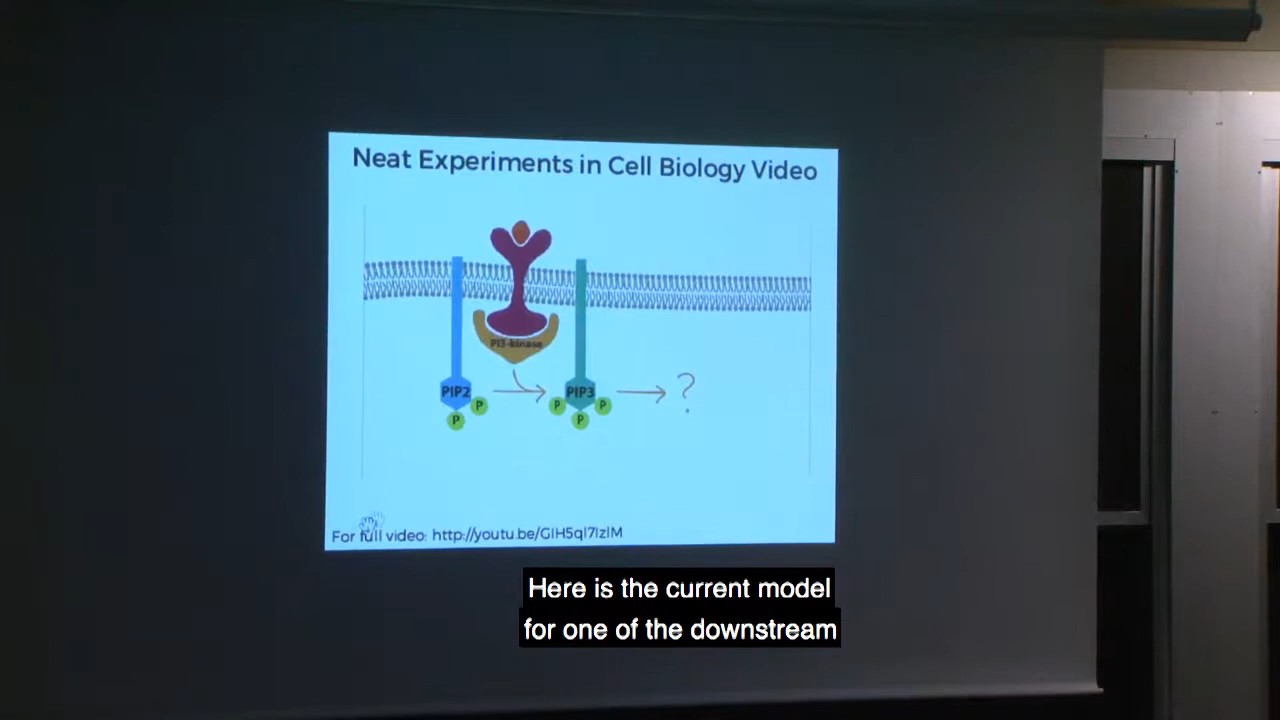 Neat Experiments in Cell Biology Video
PI3-kinase
PIP2
PIP3
?
P
P
P
P
P
For full video: http://youtu.be/GIH5ql7IzIM
Here is the current model
for one of the downstream